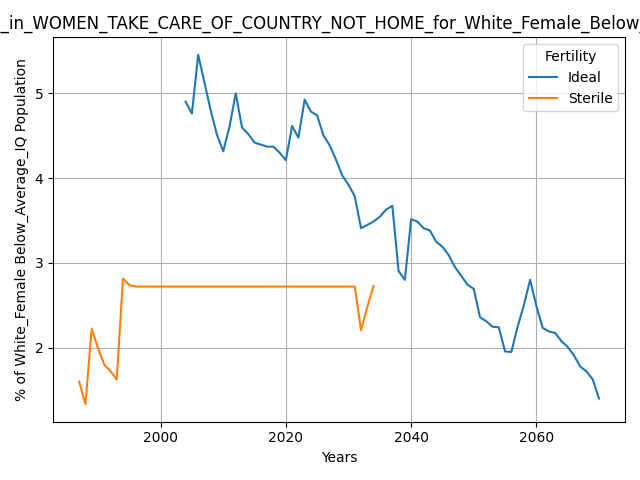 _in_WOMEN_TAKE_CARE_OF_COUNTRY_NOT_HOME_for_White_Female_Below_
Fertility
Ideal
Sterile
% of White_Female Below_Average_IQ Population
5
4
3
2
2000 2020 2040 2060
Years